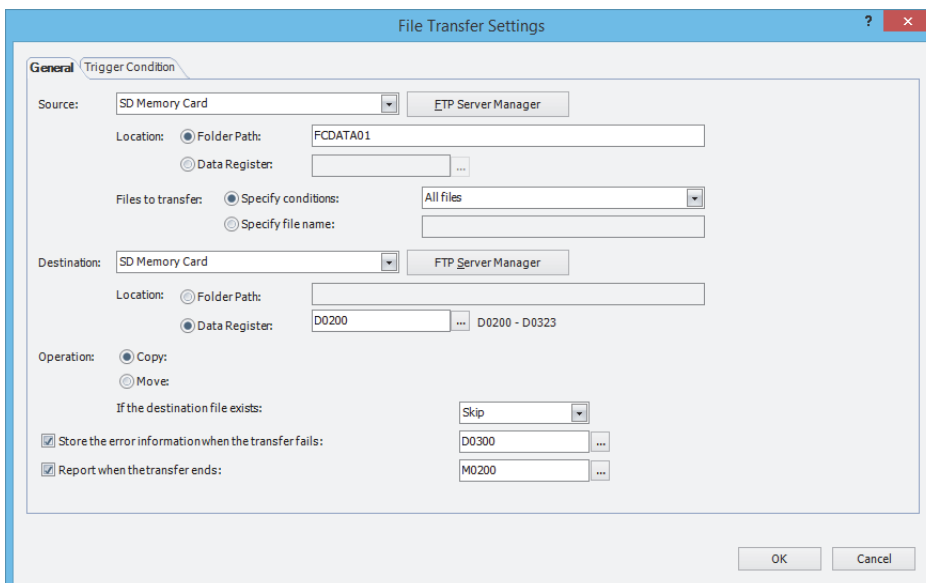 File Transfer Settings
? ×
General Trigger Condition
Source: SD Memory Card FTP Server Manager
Location: Folder Path: FCDATA01
Data Register: ...
Files to transfer: Specify conditions: All files
Specify file name:
Destination: SD Memory Card FTP Server Manager
Location: Folder Path:
Data Register: D0200 ... D0200 - D0323
Operation: Copy:
Move:
If the destination file exists: Skip
Store the error information when the transfer fails: D0300 ...
Report when the transfer ends: M0200 ...
OK Cancel